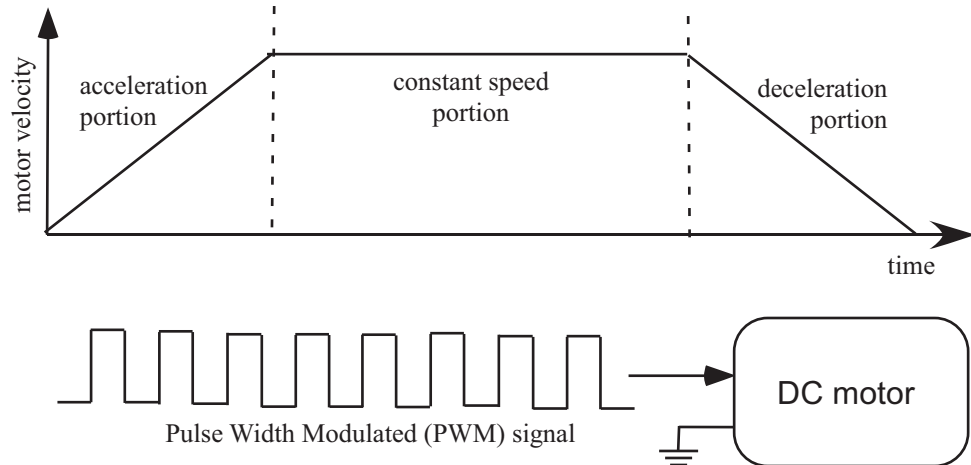 motor velocity
acceleration
portion
constant speed
portion
deceleration
portion
time
Pulse Width Modulated (PWM) signal
DC motor